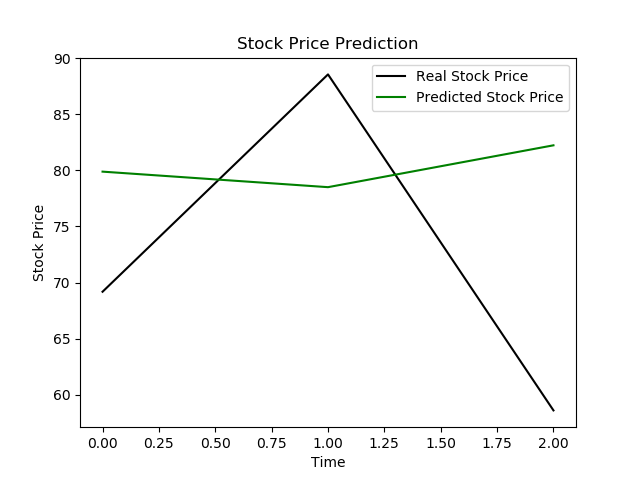 Stock Price Prediction
Real Stock Price
Predicted Stock Price
Stock Price
90
85
80
75
70
65
60
0.00 0.25 0.50 0.75 1.00 1.25 1.50 1.75 2.00
Time